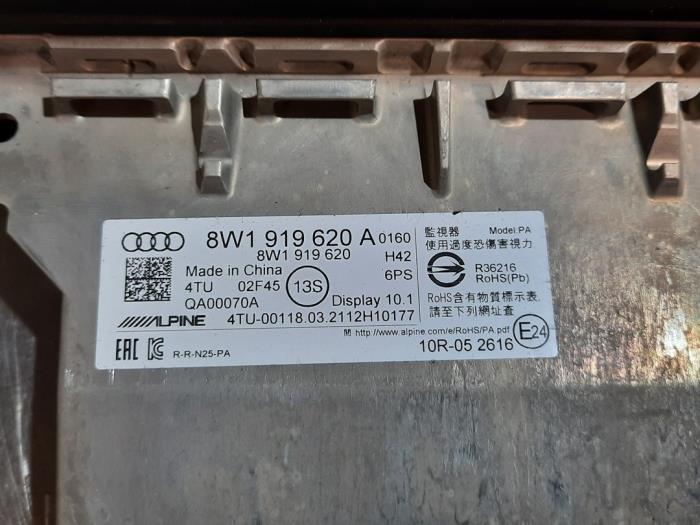 8W1 919 620 A 0160
8W1 919 620 H42
Made in China 6PS
4TU 02F45 13S
QA00070A Display 10.1
ALPINE 4TU-00118.03.2112H10177
EAC R-R-N25-PA
監視器 Model:PA
使用過度恐傷害視力
R36216
RoHS(Pb)
RoHS含有物質標示表,
請至下列網址查
閱 http://www.alpine.com/e/RoHS/PA.pdf
10R-05 2616 E24